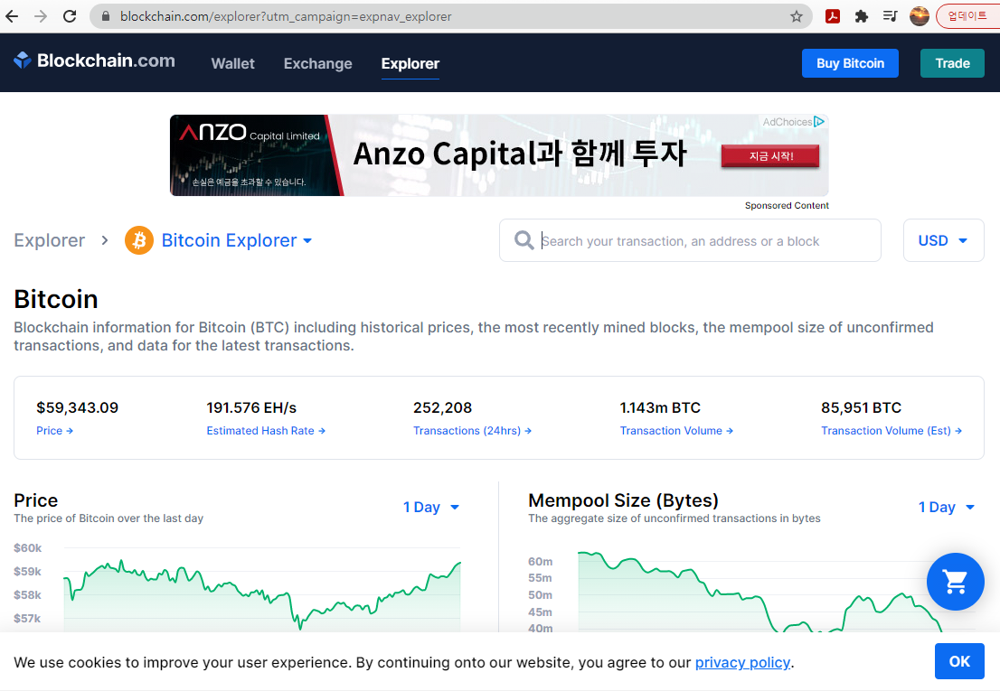 blockchain.com/explorer?utm_campaign=expnav_explorer
업데이트
Blockchain.com
Wallet
Exchange
Explorer
Buy Bitcoin
Trade
ANZO Capital Limited
손실은 예금을 초과할 수 있습니다.
Anzo Capital과 함께 투자
AdChoices
지금 시작!
Sponsored Content
Explorer
Bitcoin Explorer
Search your transaction, an address or a block
USD
Bitcoin
Blockchain information for Bitcoin (BTC) including historical prices, the most recently mined blocks, the mempool size of unconfirmed
transactions, and data for the latest transactions.
$59,343.09
Price →
191.576 EH/s
Estimated Hash Rate →
252,208
Transactions (24hrs) →
1.143m BTC
Transaction Volume →
85,951 BTC
Transaction Volume (Est) →
Price
The price of Bitcoin over the last day
1 Day
$60k
$59k
$58k
$57k
Mempool Size (Bytes)
The aggregate size of unconfirmed transactions in bytes
1 Day
60m
55m
50m
45m
40m
We use cookies to improve your user experience. By continuing onto our website, you agree to our privacy policy.
OK